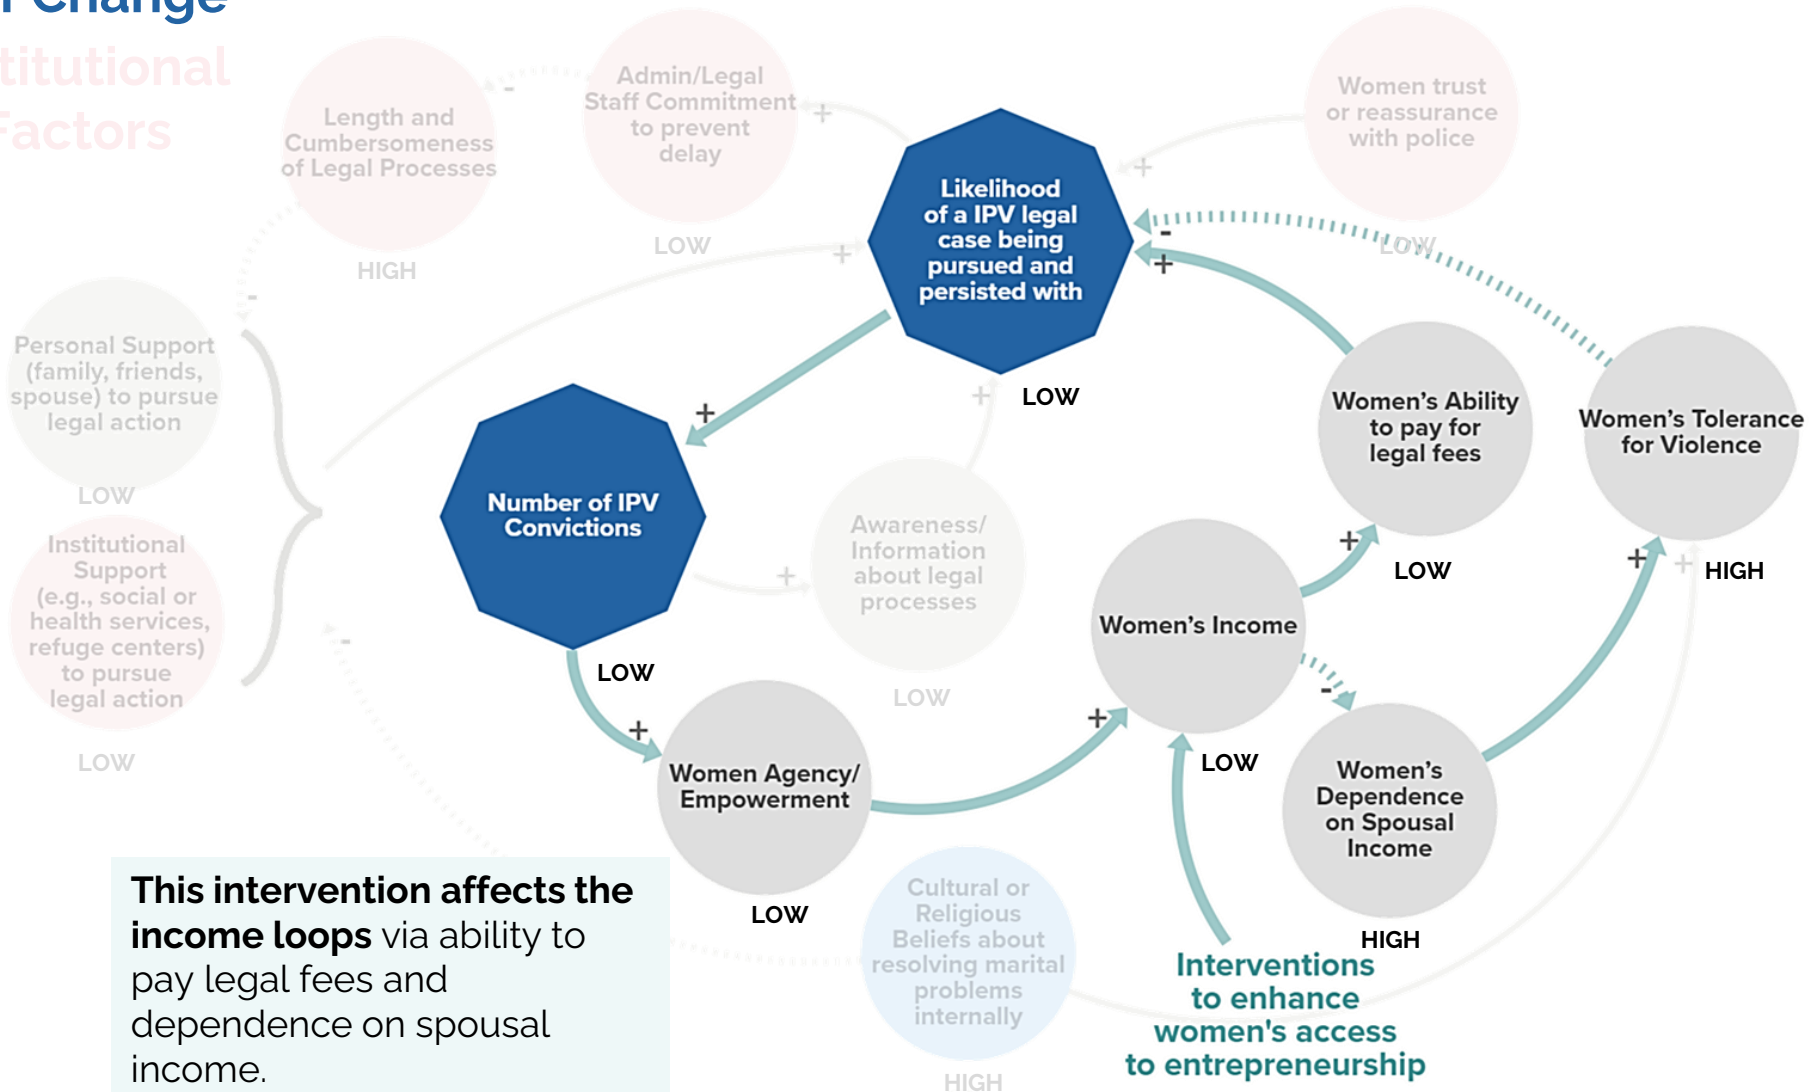 Change
titutional
Factors
Length and
Cumbersomeness
of Legal Processes
HIGH
-
Admin/Legal
Staff Commitment
to prevent
delay
LOW
+
Women trust
or reassurance
with police
LOW
+
Likelihood
of a IPV legal
case being
pursued and
persisted with
LOW
-
+
+
+
-
Personal Support
(family, friends,
spouse) to pursue
legal action
LOW
Institutional
Support
(e.g., social or
health services,
refuge centers)
to pursue
legal action
LOW
-
+
Number of IPV
Convictions
LOW
+
+
Awareness/
Information
about legal
processes
LOW
Women's Ability
to pay for
legal fees
LOW
+
Women's Tolerance
for Violence
HIGH
+
+
Women's Income
LOW
+
-
Women Agency/
Empowerment
LOW
Women's
Dependence
on Spousal
Income
HIGH
Cultural or
Religious
Beliefs about
resolving marital
problems
internally
HIGH
Interventions
to enhance
women's access
to entrepreneurship
This intervention affects the
income loops via ability to
pay legal fees and
dependence on spousal
income.